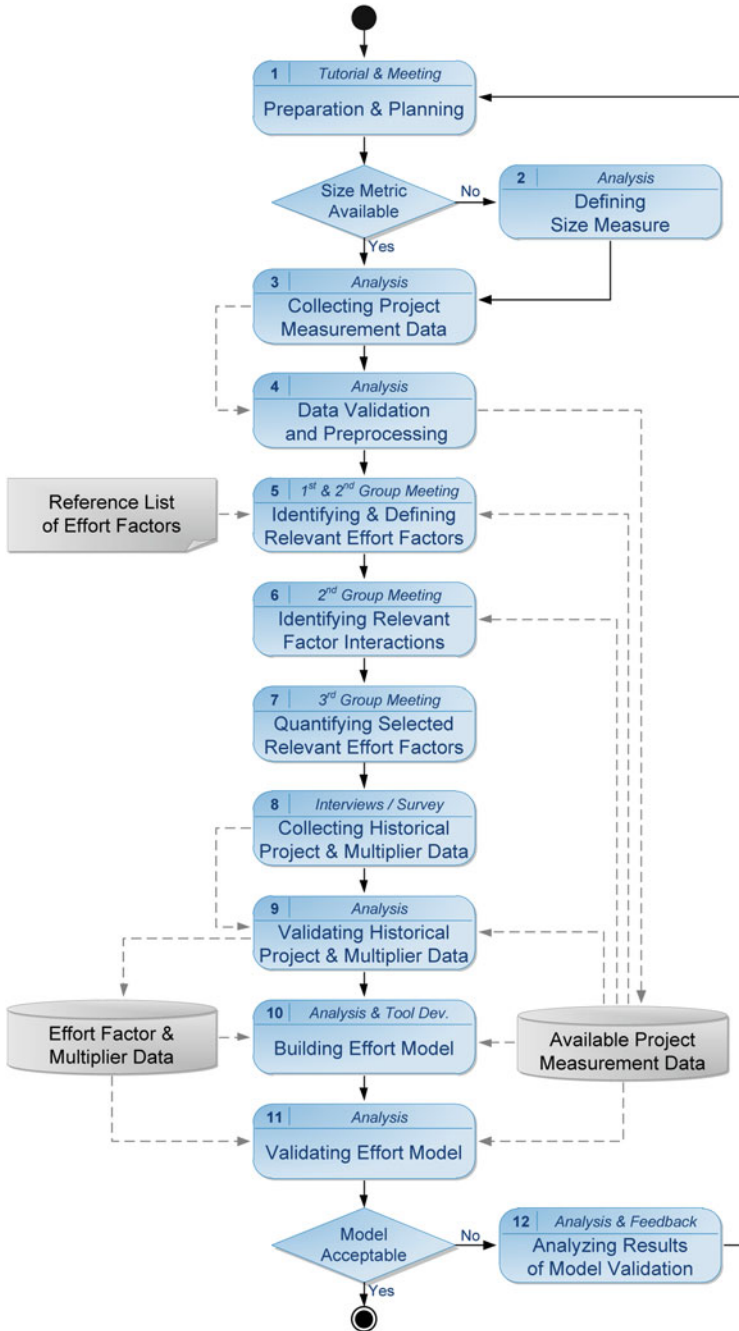 1 Tutorial & Meeting
Preparation & Planning
Size Metric
Available
No
Yes
2 Analysis
Defining
Size Measure
3 Analysis
Collecting Project
Measurement Data
4 Analysis
Data Validation
and Preprocessing
Reference List
of Effort Factors
5 1st & 2nd Group Meeting
Identifying & Defining
Relevant Effort Factors
6 2nd Group Meeting
Identifying Relevant
Factor Interactions
7 3rd Group Meeting
Quantifying Selected
Relevant Effort Factors
8 Interviews / Survey
Collecting Historical
Project & Multiplier Data
9 Analysis
Validating Historical
Project & Multiplier Data
Effort Factor &
Multiplier Data
10 Analysis & Tool Dev.
Building Effort Model
Available Project
Measurement Data
11 Analysis
Validating Effort Model
Model
Acceptable
No
Yes
12 Analysis & Feedback
Analyzing Results
of Model Validation